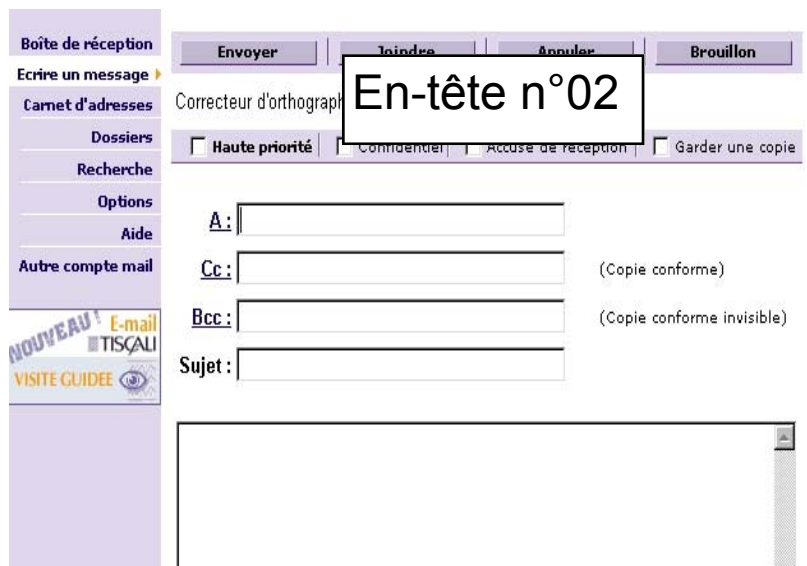 Boîte de réception
Ecrire un message
Carnet d'adresses
Dossiers
Recherche
Options
Aide
Autre compte mail
NOUVEAU ! E-mail
TISCALI
VISITE GUIDEE
Envoyer Joindre Annuler Brouillon
En-tête n°02
Correcteur d'orthograph
Haute priorité Confidentiel Accusé de réception Garder une copie
A :
Cc : (Copie conforme)
Bcc : (Copie conforme invisible)
Sujet :